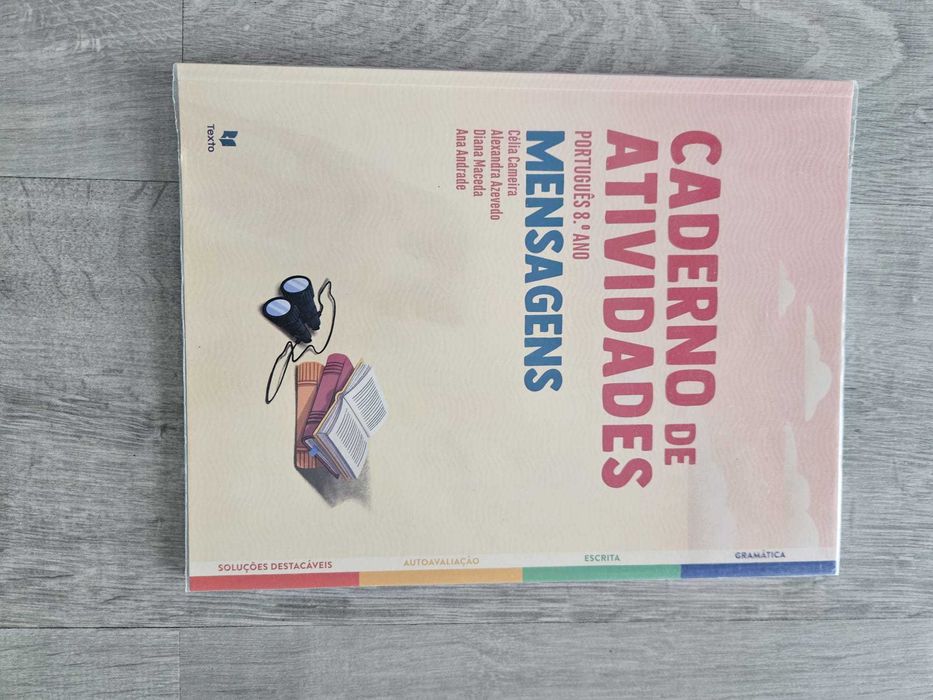 CADERNO DE
ATIVIDADES
PORTUGUÊS 8.º ANO
MENSAGENS
Célia Cameira
Alexandra Azevedo
Diana Maceda
Ana Andrade
Texto
GRAMÁTICA
ESCRITA
AUTOAVALIAÇÃO
SOLUÇÕES DESTACÁVEIS